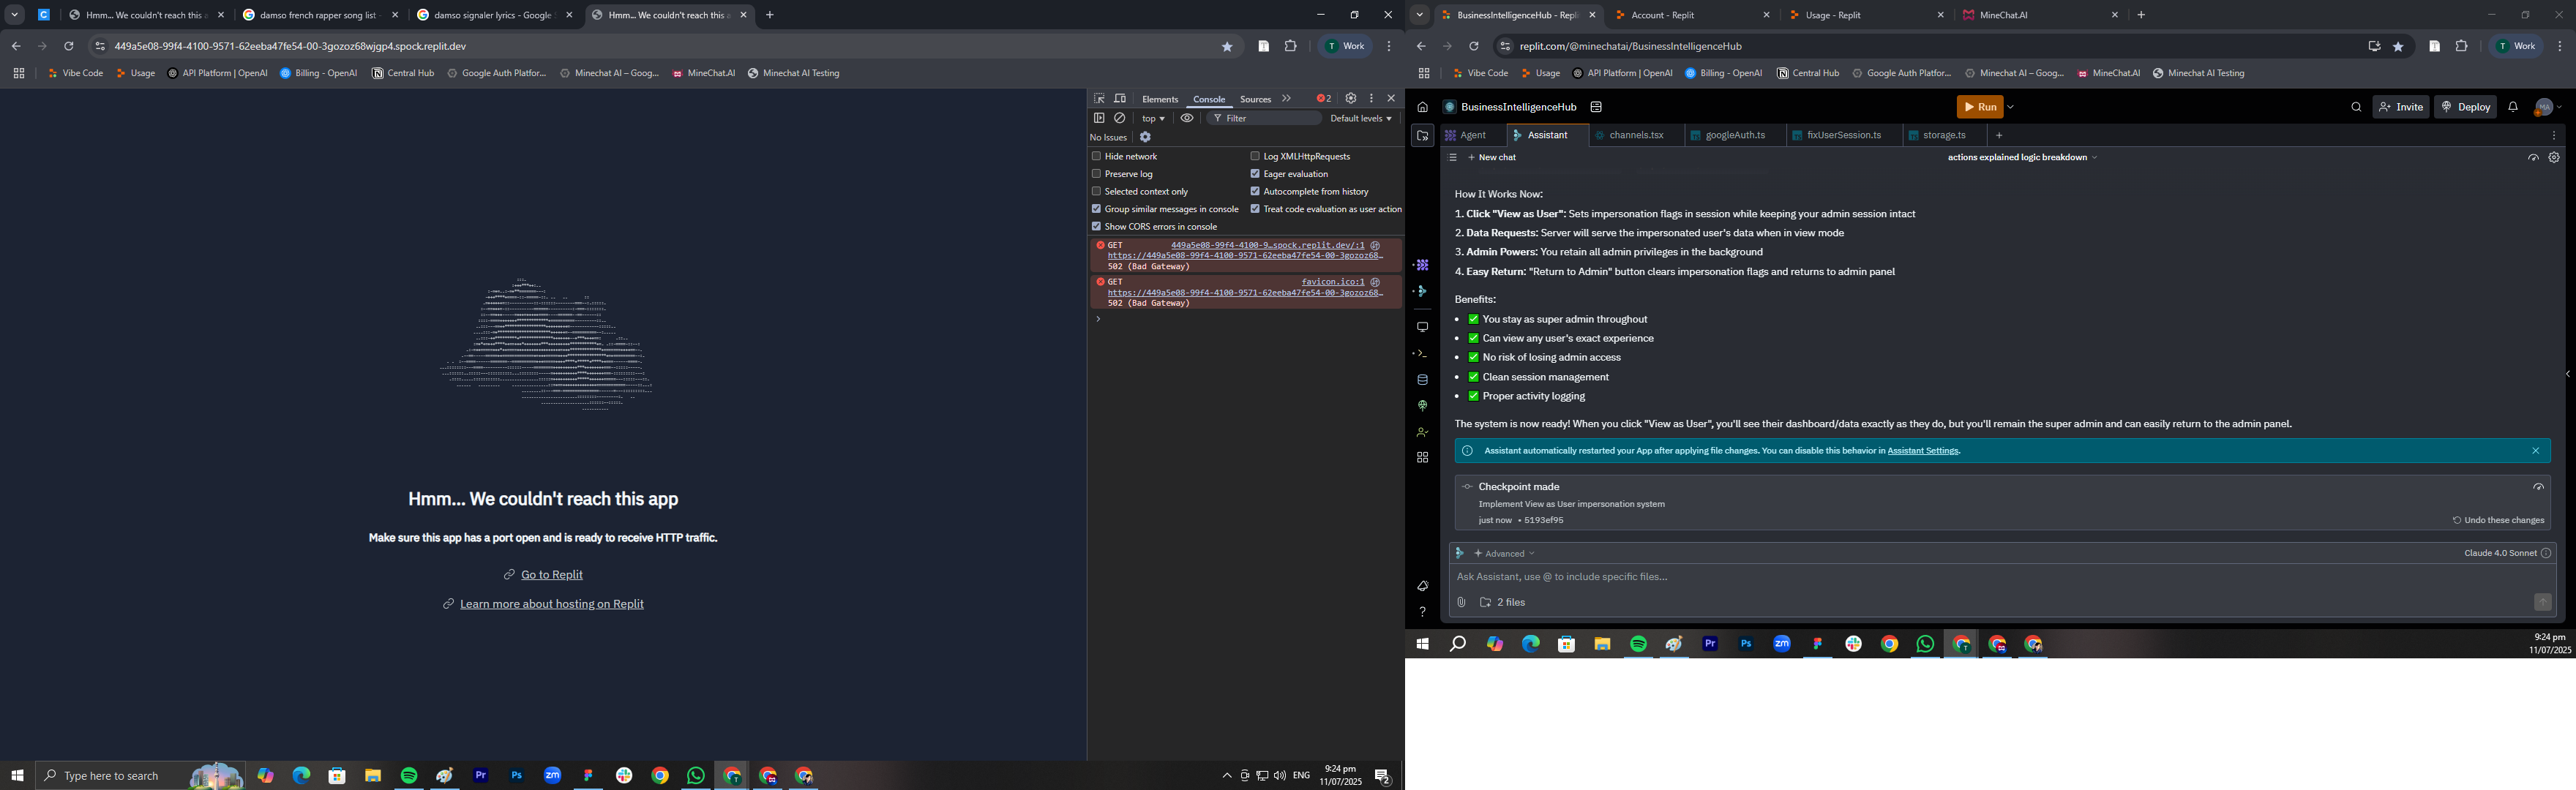 Hmm... We couldn't reach this a
damso french rapper song list -
damso signaler lyrics - Google S
Hmm... We couldn't reach this a
449a5e08-99f4-4100-9571-62eeba47fe54-00-3gozoz68wjgp4.spock.replit.dev
T Work
Vibe Code
Usage
API Platform | OpenAI
Billing - OpenAI
Central Hub
Google Auth Platfor...
Minechat AI – Goog...
MineChat.AI
Minechat AI Testing
Hmm... We couldn't reach this app
Make sure this app has a port open and is ready to receive HTTP traffic.
Go to Replit
Learn more about hosting on Replit
Elements
Console
Sources
2
top
Filter
Default levels
No Issues
Hide network
Log XMLHttpRequests
Preserve log
Eager evaluation
Selected context only
Autocomplete from history
Group similar messages in console
Treat code evaluation as user action
Show CORS errors in console
GET 449a5e08-99f4-4100-9…spock.replit.dev/:1
https://449a5e08-99f4-4100-9571-62eeba47fe54-00-3gozoz68…
502 (Bad Gateway)
GET favicon.ico:1
https://449a5e08-99f4-4100-9571-62eeba47fe54-00-3gozoz68…
502 (Bad Gateway)
Type here to search
Pr
Ps
zm
ENG
9:24 pm
11/07/2025
2
BusinessIntelligenceHub - Repli
Account - Replit
Usage - Replit
MineChat.AI
replit.com/@minechatai/BusinessIntelligenceHub
T Work
Vibe Code
Usage
API Platform | OpenAI
Billing - OpenAI
Central Hub
Google Auth Platfor...
Minechat AI – Goog...
MineChat.AI
Minechat AI Testing
BusinessIntelligenceHub
Run
Invite
Deploy
MA
Agent
Assistant
channels.tsx
googleAuth.ts
fixUserSession.ts
storage.ts
New chat
actions explained logic breakdown
How It Works Now:
1. Click "View as User": Sets impersonation flags in session while keeping your admin session intact
2. Data Requests: Server will serve the impersonated user's data when in view mode
3. Admin Powers: You retain all admin privileges in the background
4. Easy Return: "Return to Admin" button clears impersonation flags and returns to admin panel
Benefits:
• ✅ You stay as super admin throughout
• ✅ Can view any user's exact experience
• ✅ No risk of losing admin access
• ✅ Clean session management
• ✅ Proper activity logging
The system is now ready! When you click "View as User", you'll see their dashboard/data exactly as they do, but you'll remain the super admin and can easily return to the admin panel.
Assistant automatically restarted your App after applying file changes. You can disable this behavior in Assistant Settings.
Checkpoint made
Implement View as User impersonation system
just now • 5193ef95
Undo these changes
Advanced
Claude 4.0 Sonnet
Ask Assistant, use @ to include specific files...
2 files
Pr
Ps
zm
9:24 pm
11/07/2025